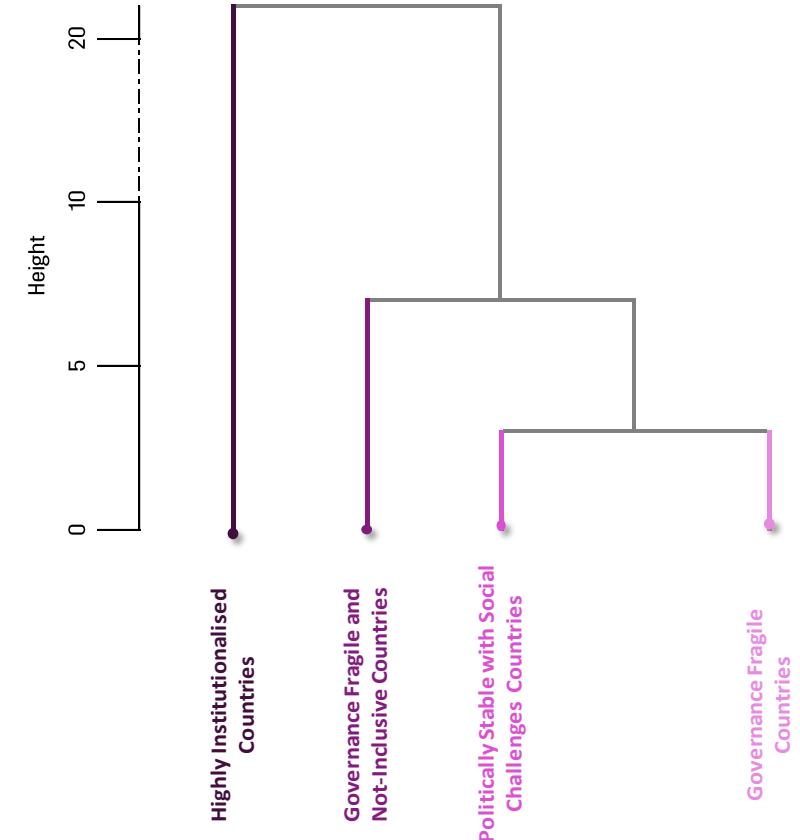 20
10
5
0
Height
Highly Institutionalised
Countries
Governance Fragile and
Not-Inclusive Countries
Politically Stable with Social
Challenges Countries
Governance Fragile
Countries